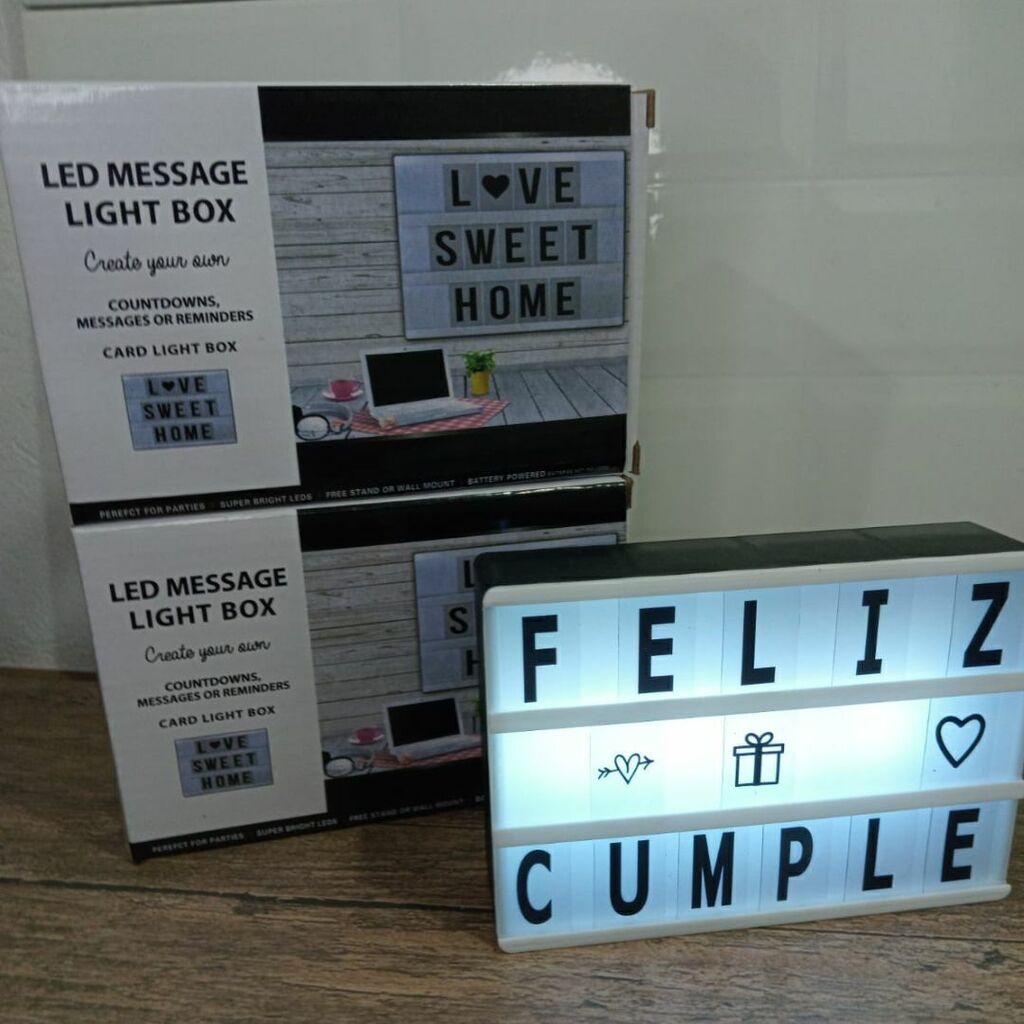 LED MESSAGE
LIGHT BOX
Create your own
COUNTDOWNS,
MESSAGES OR REMINDERS
CARD LIGHT BOX
L♥VE
SWEET
HOME
L♥VE
SWEET
HOME
PEREFCT FOR PARTIES SUPER BRIGHT LEDS FREE STAND OR WALL MOUNT BATTERY POWERED
LED MESSAGE
LIGHT BOX
Create your own
COUNTDOWNS,
MESSAGES OR REMINDERS
CARD LIGHT BOX
L♥VE
SWEET
HOME
L
S
H
PEREFCT FOR PARTIES SUPER BRIGHT LEDS FREE STAND OR WALL MOUNT
FELIZ
CUMPLE